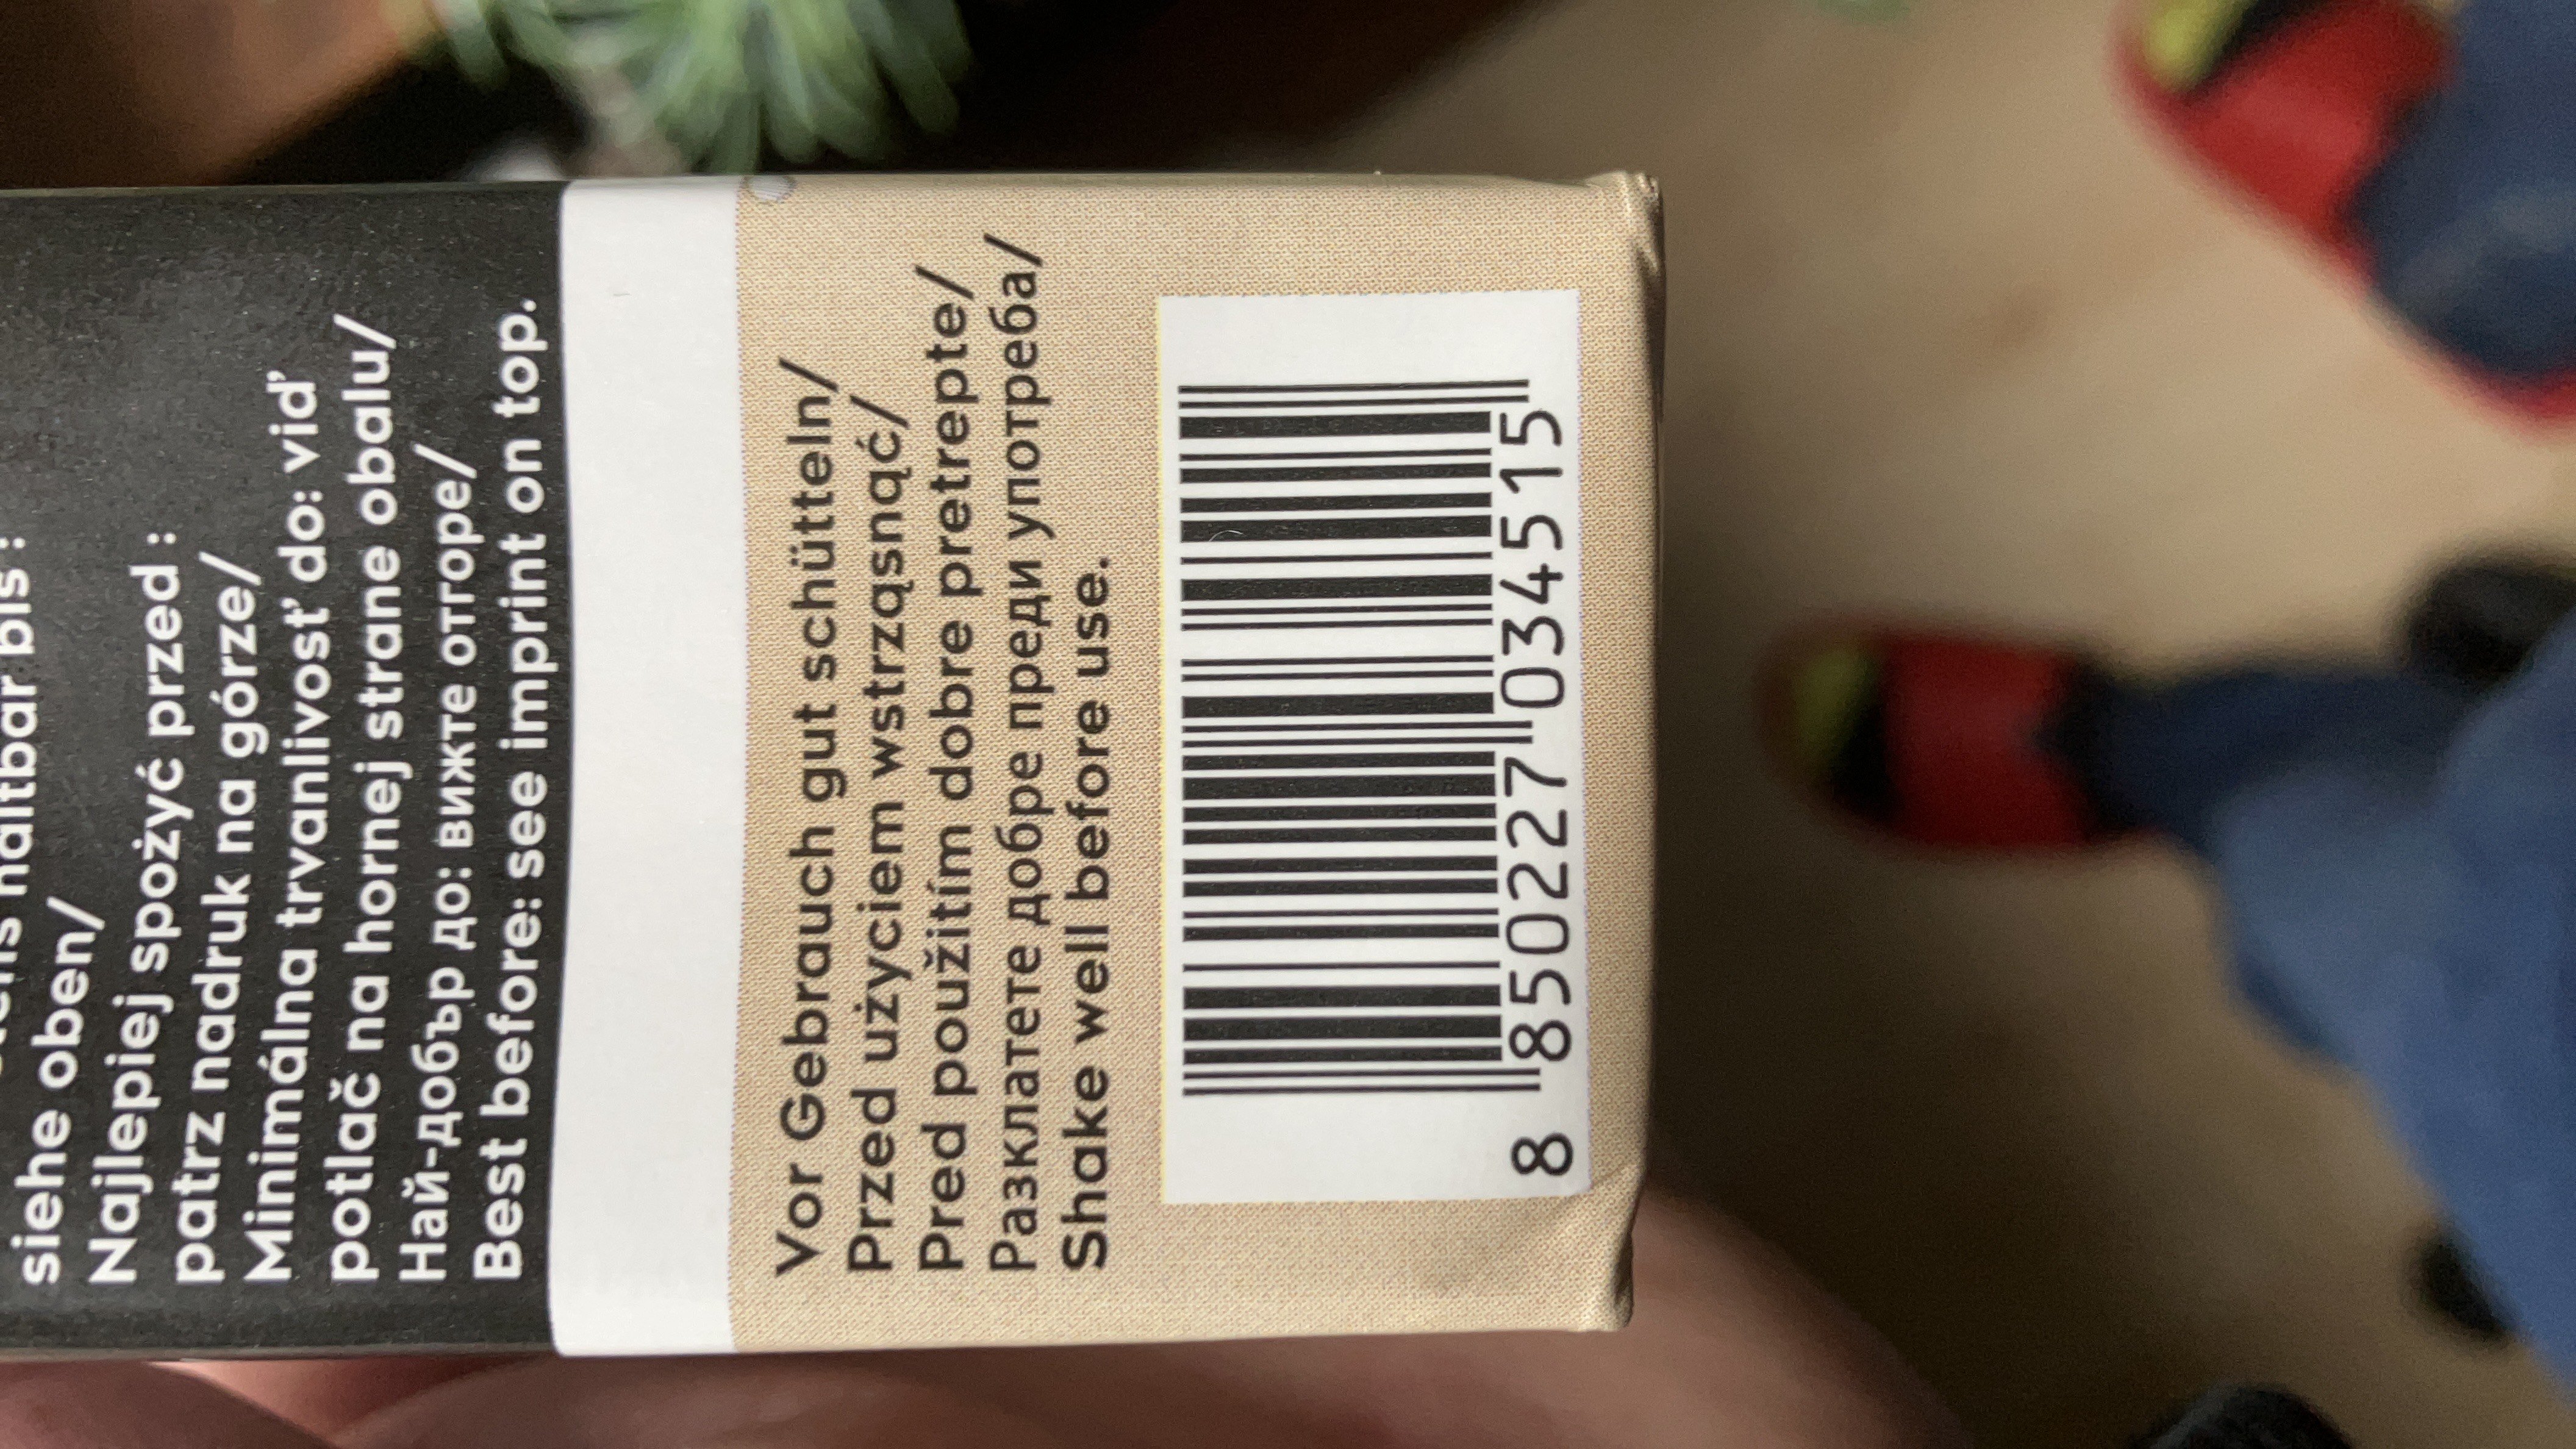 siehe oben/
Najlepiej spożyć przed :
patrz nadruk na górze/
Minimálna trvanlivosť do: viď
potlač na hornej strane obalu/
Най-добър до: вижте отгоре/
Best before: see imprint on top.
Vor Gebrauch gut schütteln/
Przed użyciem wstrząsnąć/
Pred použitím dobre pretrepte/
Разклатете добре преди употреба/
Shake well before use.
8 850227 034515